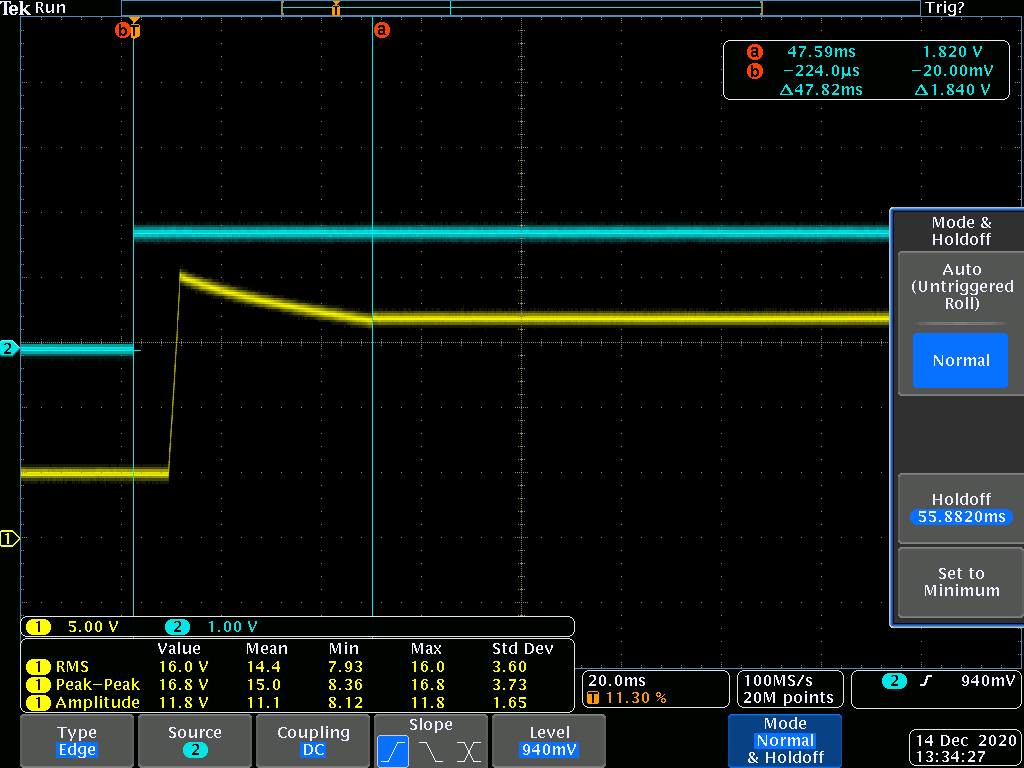 Tek Run Trig?
b T a
a 47.59ms 1.820 V
b −224.0µs −20.00mV
Δ47.82ms Δ1.840 V
Mode &
Holdoff
Auto
(Untriggered
Roll)
Normal
2
1
Holdoff
55.8820ms
Set to
Minimum
1 5.00 V 2 1.00 V
Value Mean Min Max Std Dev
1 RMS 16.0 V 14.4 7.93 16.0 3.60
1 Peak−Peak 16.8 V 15.0 8.36 16.8 3.73
1 Amplitude 11.8 V 11.1 8.12 11.8 1.65
20.0ms
T 11.30 %
100MS/s
20M points
2 940mV
Type
Edge
Source
2
Coupling
DC
Slope
Level
940mV
Mode
Normal
& Holdoff
14 Dec 2020
13:34:27